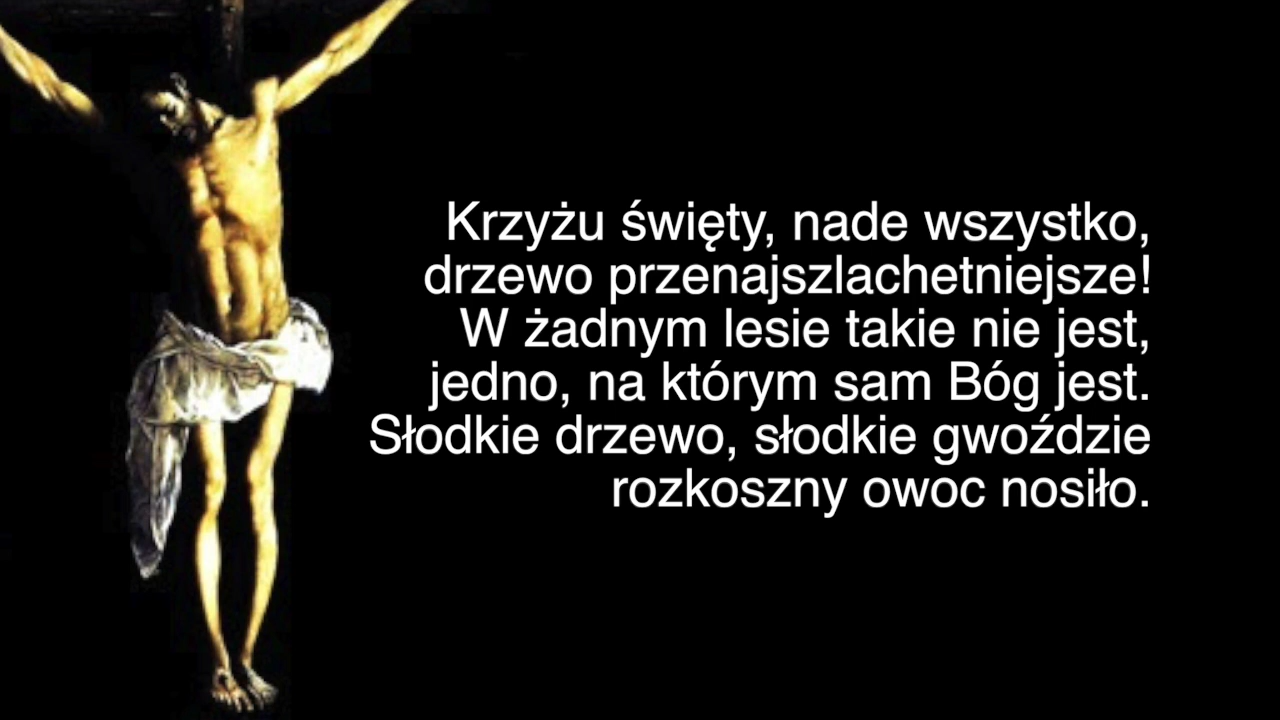 Krzyżu święty, nade wszystko,
drzewo przenajszlachetniejsze!
W żadnym lesie takie nie jest,
jedno, na którym sam Bóg jest.
Słodkie drzewo, słodkie gwoździe
rozkoszny owoc nosiło.